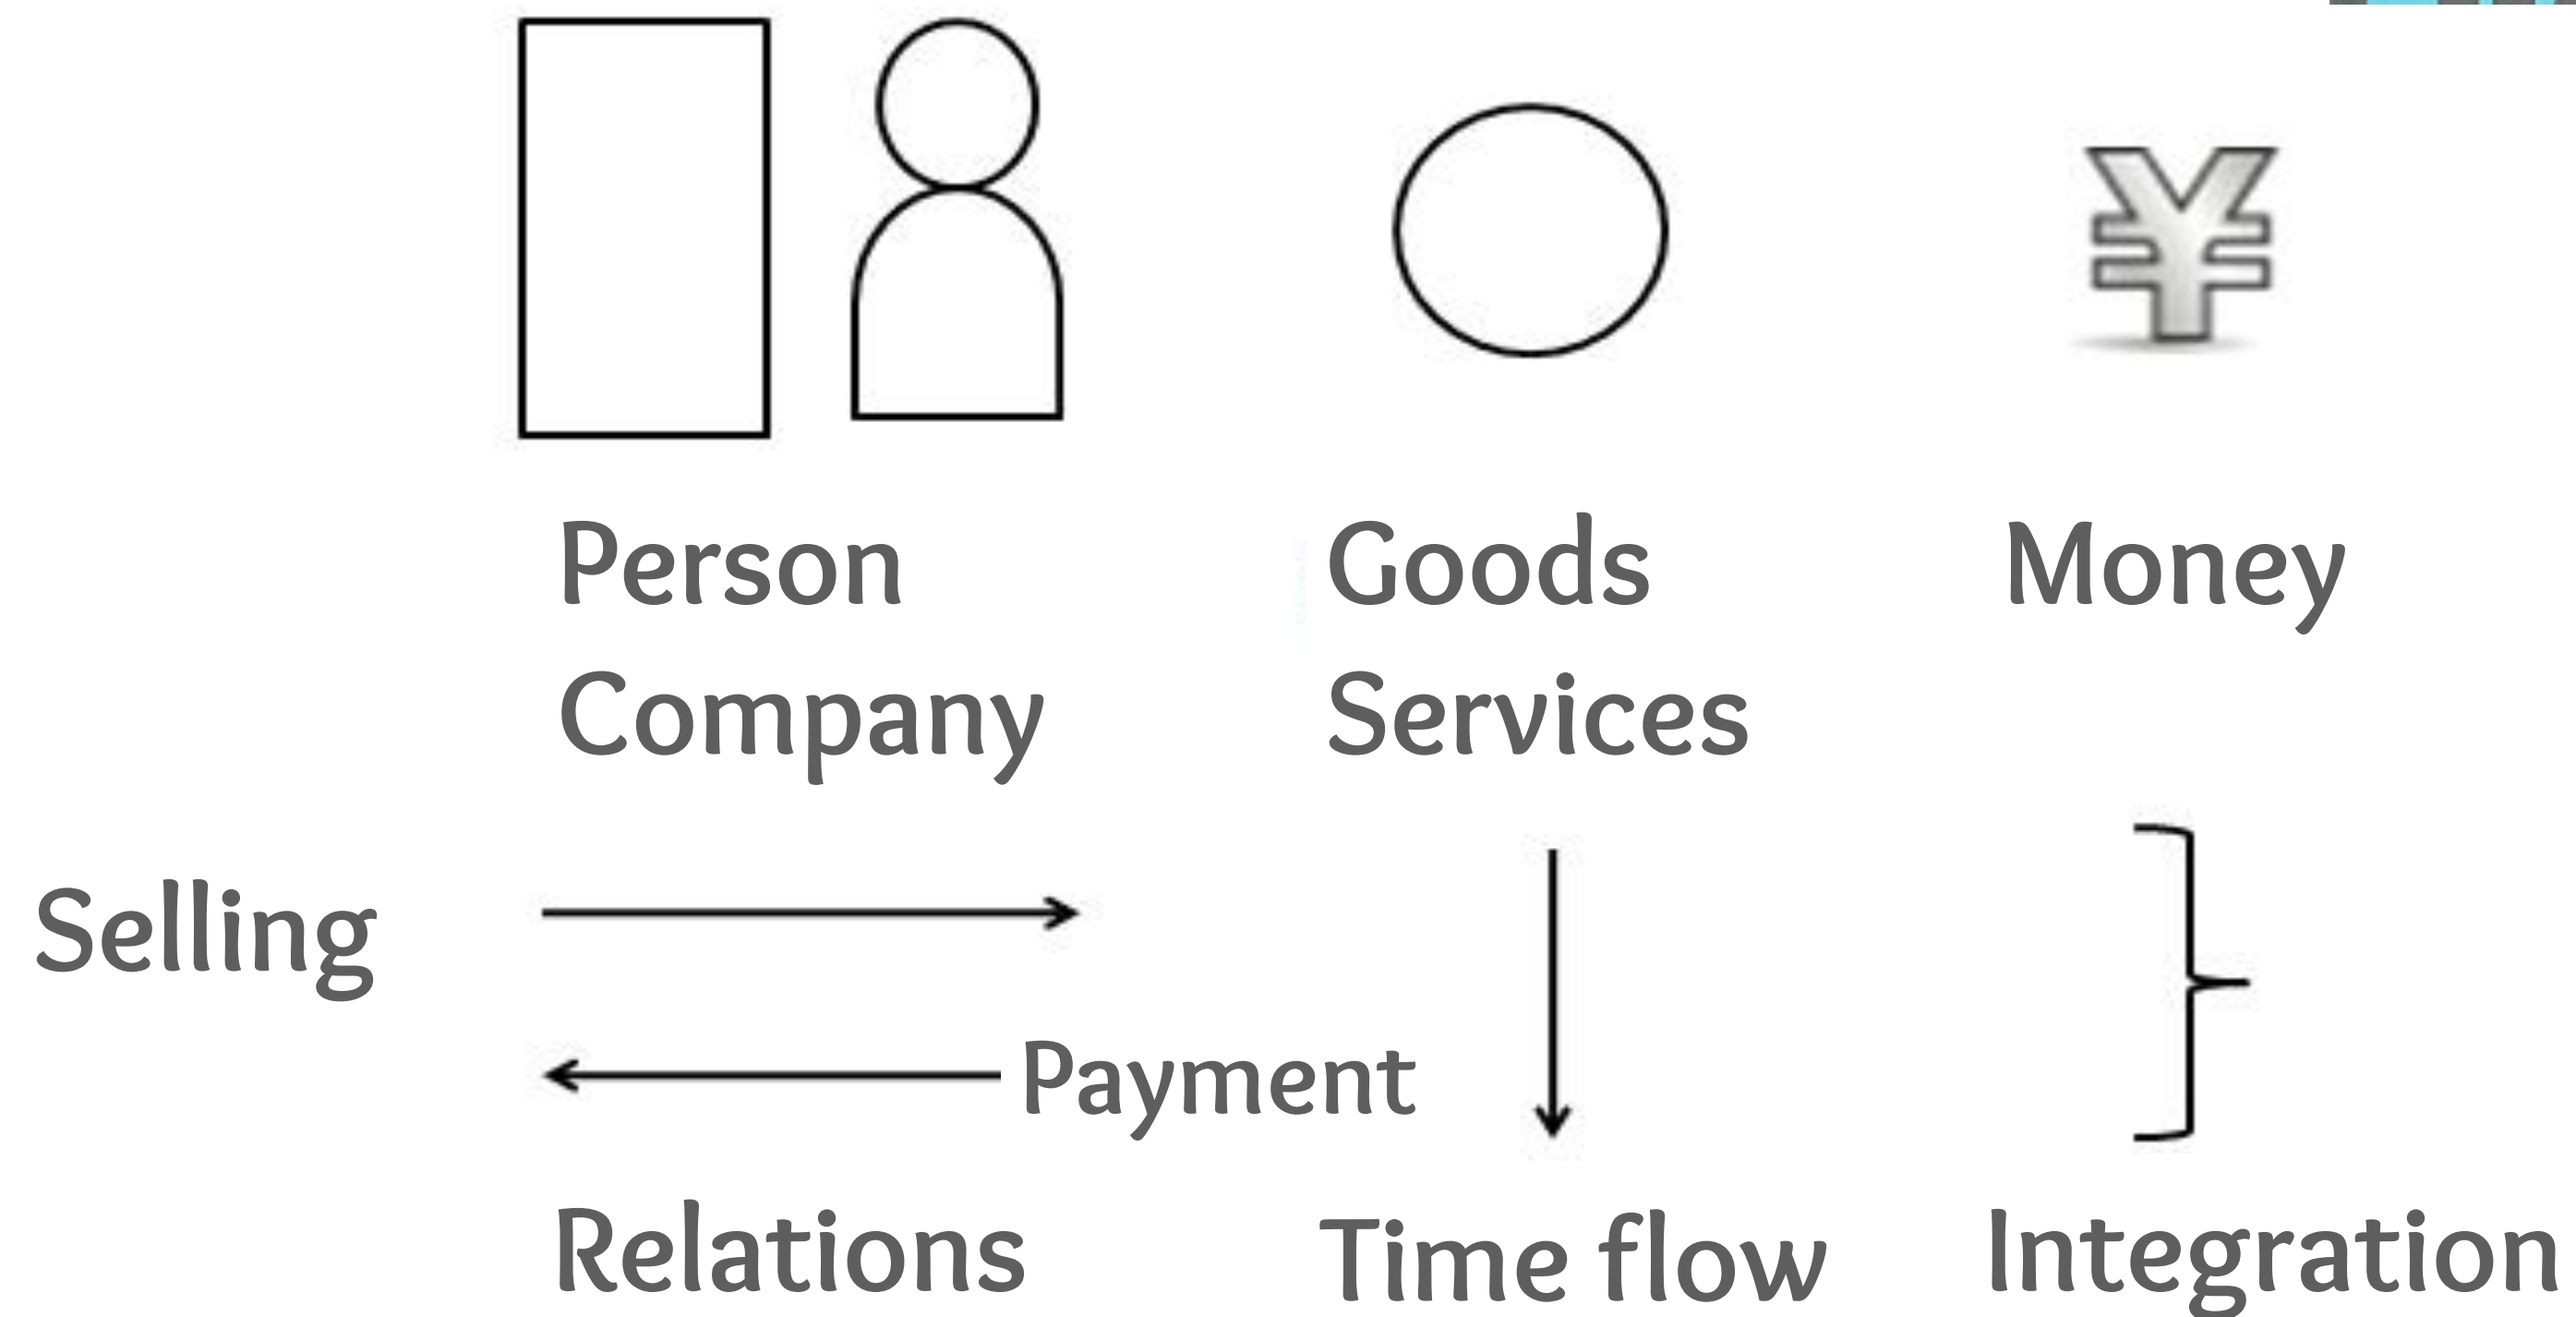 ¥
Person
Company
Goods
Services
Money
Selling
Payment
Relations
Time flow
Integration